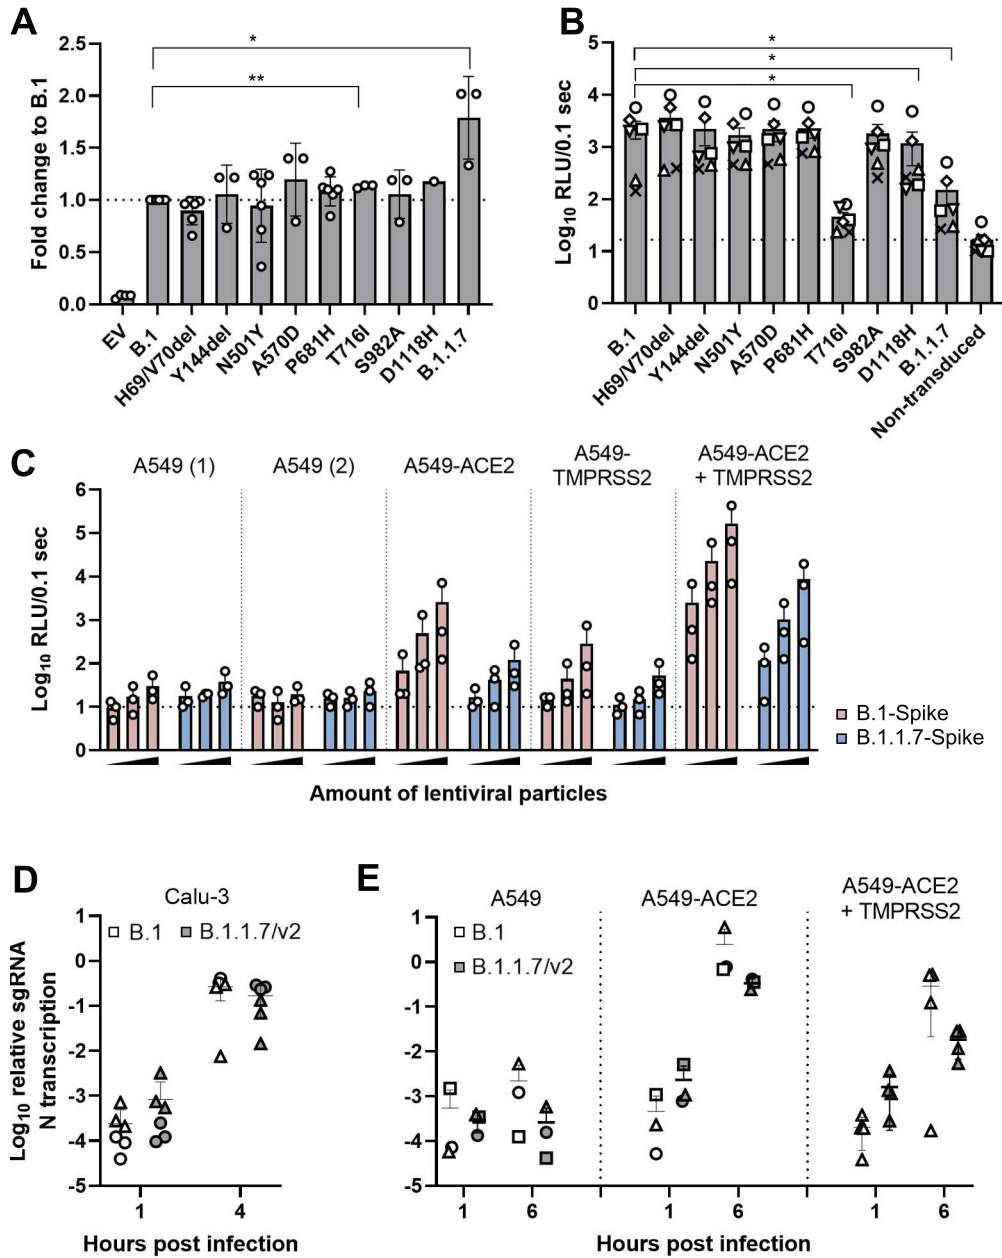 A
Fold change to B.1
2.5
2.0
1.5
1.0
0.5
0.0
*
**
EV
B.1
H69/V70del
Y144del
N501Y
A570D
P681H
T716I
S982A
D1118H
B.1.1.7
B
Log10 RLU/0.1 sec
5
4
3
2
1
0
*
*
*
B.1
H69/V70del
Y144del
N501Y
A570D
P681H
T716I
S982A
D1118H
B.1.1.7
Non-transduced
C
A549 (1)
A549 (2)
A549-ACE2
A549-
TMPRSS2
A549-ACE2
+ TMPRSS2
Log10 RLU/0.1 sec
6
5
4
3
2
1
0
B.1-Spike
B.1.1.7-Spike
Amount of lentiviral particles
D
Calu-3
Log10 relative sgRNA
N transcription
1
0
-1
-2
-3
-4
-5
B.1
B.1.1.7/v2
1
4
Hours post infection
E
A549
A549-ACE2
A549-ACE2
+ TMPRSS2
1
0
-1
-2
-3
-4
-5
B.1
B.1.1.7/v2
1
6
1
6
1
6
Hours post infection